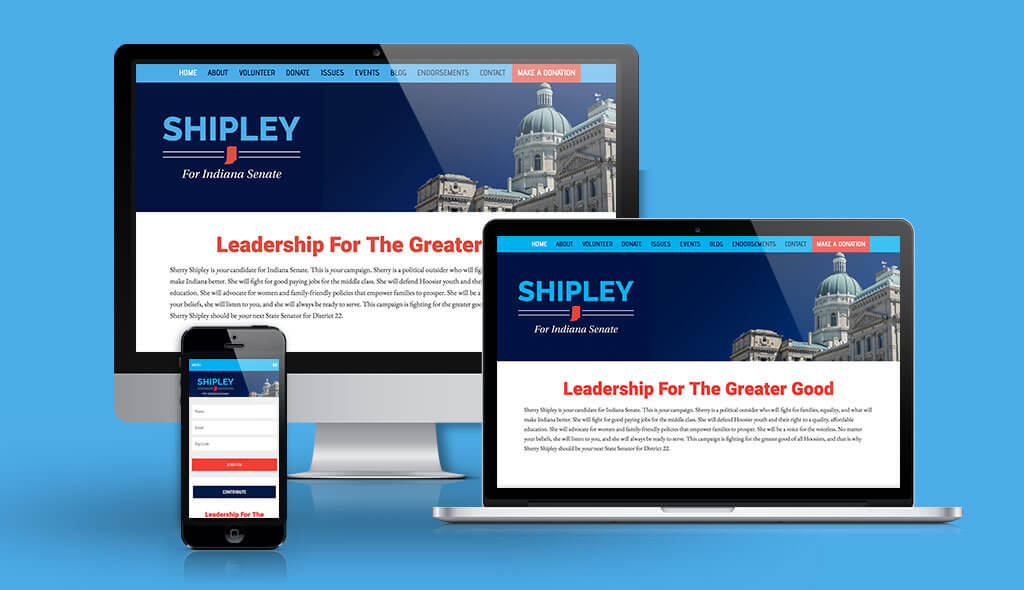 HOME ABOUT VOLUNTEER DONATE ISSUES EVENTS BLOG ENDORSEMENTS CONTACT MAKE A DONATION
SHIPLEY
For Indiana Senate
Leadership For The Greater
Sherry Shipley is your candidate for Indiana Senate. This is your campaign. Sherry is a political outsider who will
make Indiana better. She will fight for good paying jobs for the middle class. She will defend Hoosier youth and their
education. She will advocate for women and family-friendly policies that empower families to prosper. She will be a
your beliefs, she will listen to you, and she will always be ready to serve. This campaign is fighting for the greater
Sherry Shipley should be your next State Senator for District 22.
HOME ABOUT VOLUNTEER DONATE ISSUES EVENTS BLOG ENDORSEMENTS CONTACT MAKE A DONATION
SHIPLEY
For Indiana Senate
Leadership For The Greater Good
Sherry Shipley is your candidate for Indiana Senate. This is your campaign. Sherry is a political outsider who will fight for families, equality, and what will
make Indiana better. She will fight for good paying jobs for the middle class. She will defend Hoosier youth and their right to a quality, affordable
education. She will advocate for women and family-friendly policies that empower families to prosper. She will be a voice for the voiceless. No matter
your beliefs, she will listen to you, and she will always be ready to serve. This campaign is fighting for the greater good of all Hoosiers, and that is why
Sherry Shipley should be your next State Senator for District 22.
MENU
SHIPLEY
For Indiana Senate
Name
Email
Zip Code
CONTRIBUTE
Leadership For The